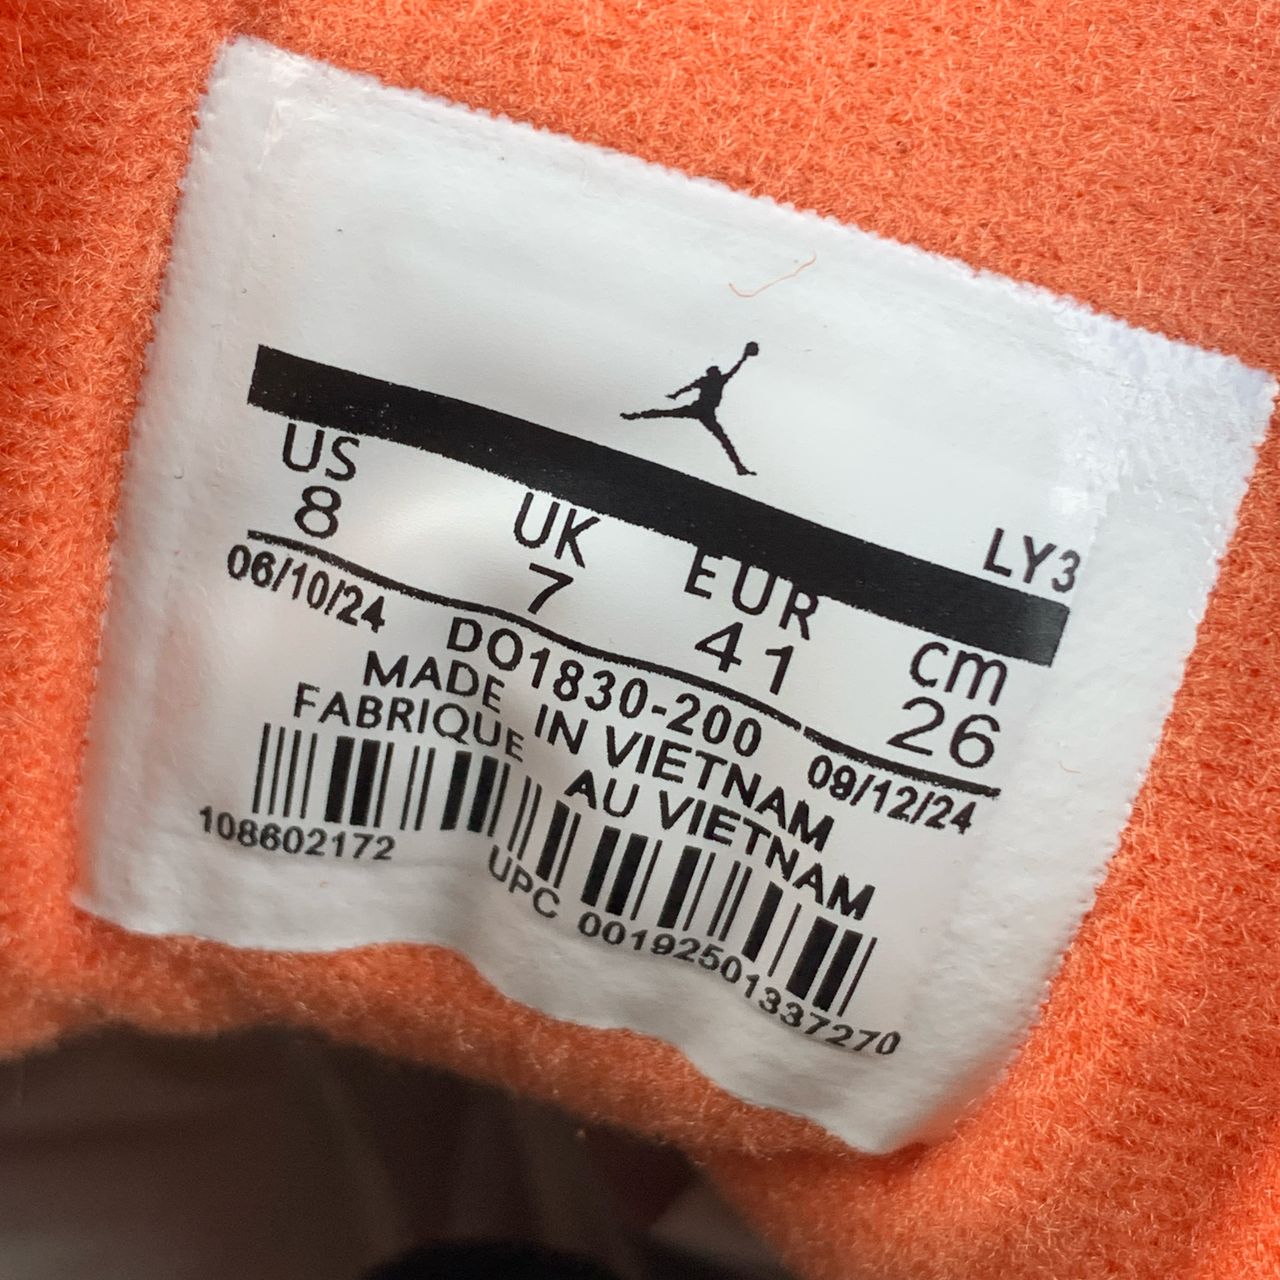 LY3
US UK EUR cm
8 7 41 26
06/10/24 DO1830-200 09/12/24
MADE IN VIETNAM
FABRIQUE AU VIETNAM
108602172 UPC 00192501337270